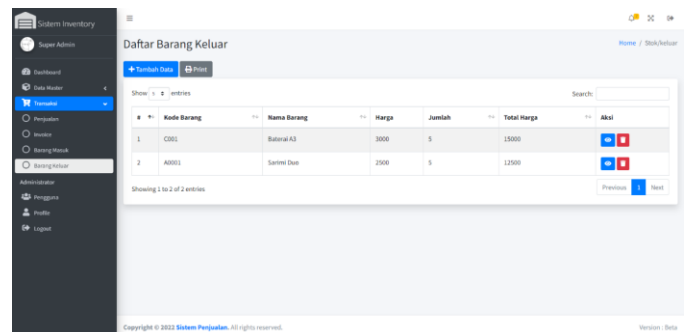 Sistem Inventory
Super Admin
Daftar Barang Keluar
Home / Stok/keluar
Dashboard
Data Master
Transaksi
Penjualan
Invoice
Barang Masuk
Barang Keluar
Administrator
Pengguna
Profile
Logout
+ Tambah Data Print
Show entries
Search:
# Kode Barang Nama Barang Harga Jumlah Total Harga Aksi
1 C001 Baterai A3 3000 5 15000
2 A0001 Sarimi Duo 2500 5 12500
Showing 1 to 2 of 2 entries
Previous 1 Next
Copyright © 2022 Sistem Penjualan. All rights reserved.
Version : Beta